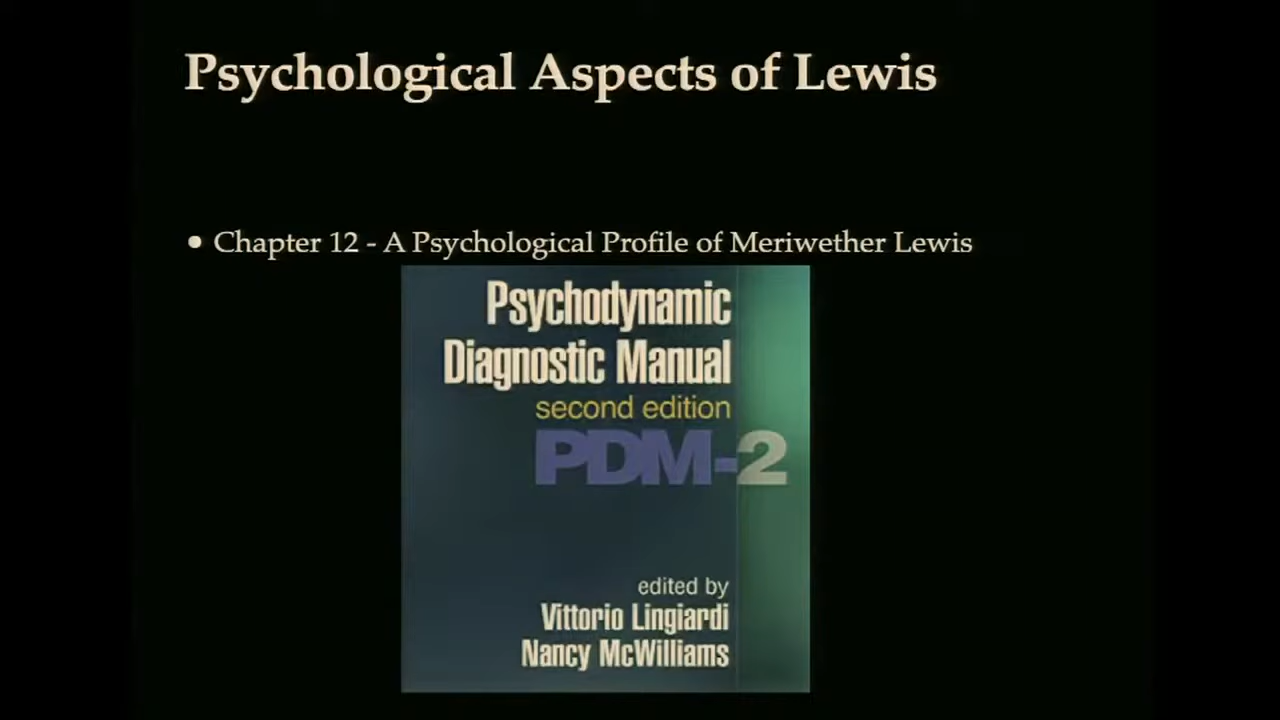 Psychological Aspects of Lewis
• Chapter 12 - A Psychological Profile of Meriwether Lewis
Psychodynamic
Diagnostic Manual
second edition
PDM-2
edited by
Vittorio Lingiardi
Nancy McWilliams